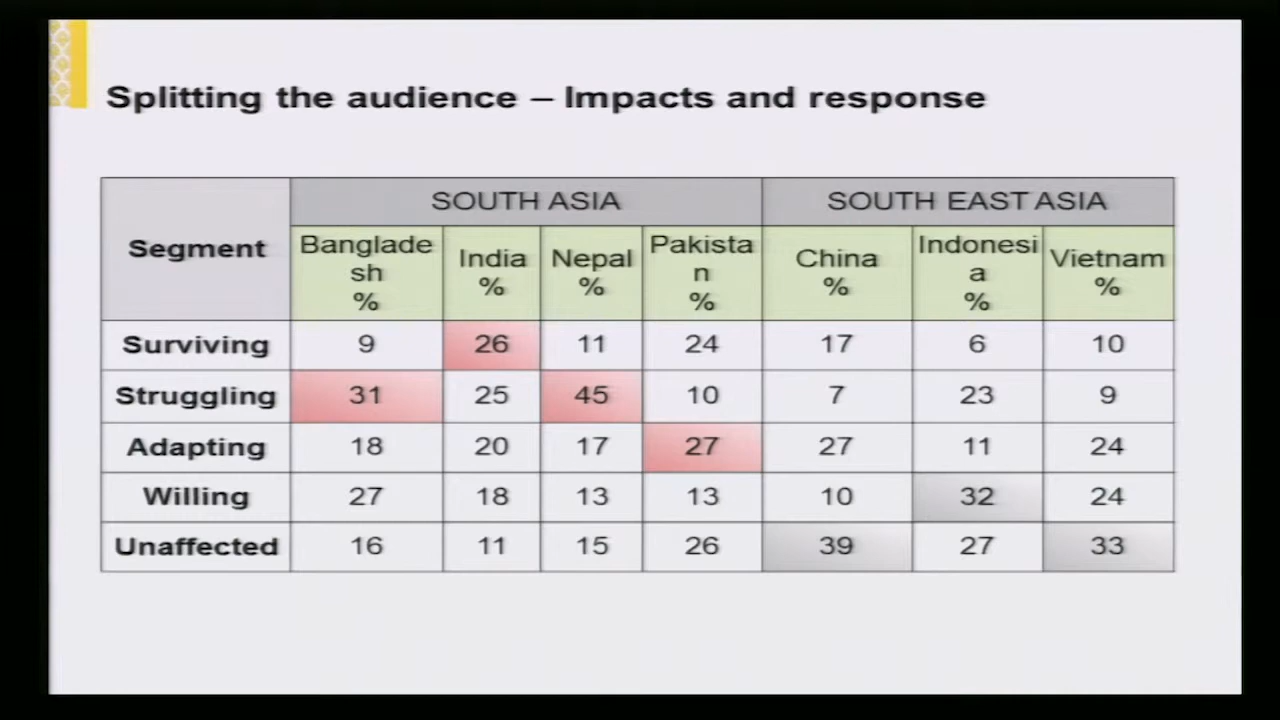 Splitting the audience – Impacts and response
Segment SOUTH ASIA SOUTH EAST ASIA
Banglade
sh
% India
% Nepal
% Pakista
n
% China
% Indonesi
a
% Vietnam
%
Surviving 9 26 11 24 17 6 10
Struggling 31 25 45 10 7 23 9
Adapting 18 20 17 27 27 11 24
Willing 27 18 13 13 10 32 24
Unaffected 16 11 15 26 39 27 33